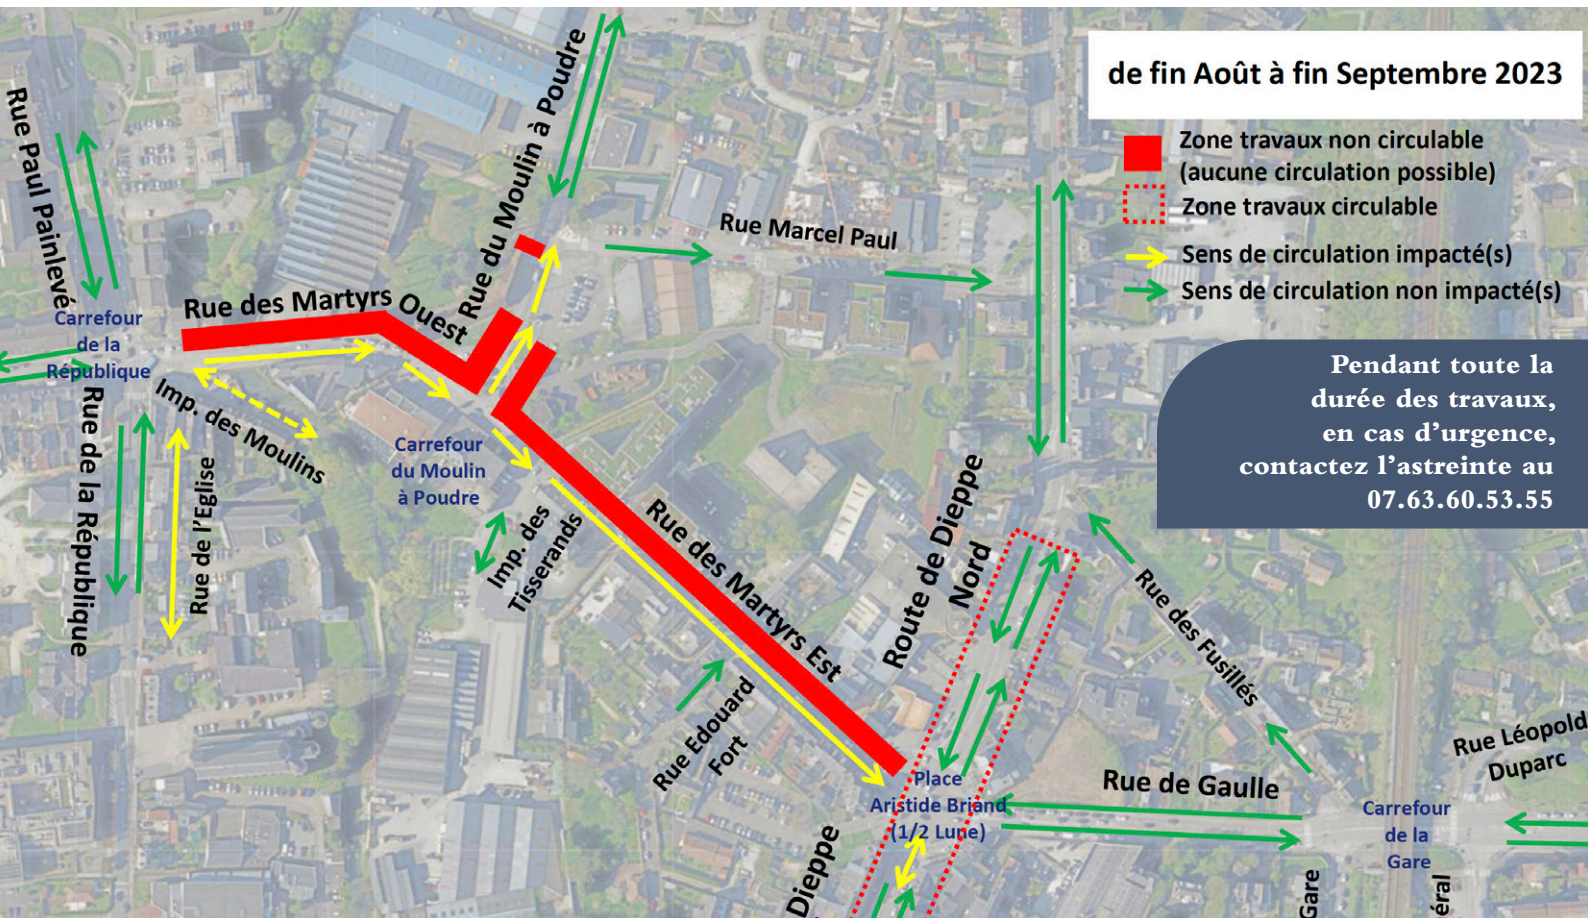 de fin Août à fin Septembre 2023
Zone travaux non circulable
(aucune circulation possible)
Zone travaux circulable
Sens de circulation impacté(s)
Sens de circulation non impacté(s)
Pendant toute la
durée des travaux,
en cas d'urgence,
contactez l'astreinte au
07.63.60.53.55
Rue Paul Painlevé
Rue du Moulin à Poudre
Rue Marcel Paul
Rue des Martyrs Ouest
Carrefour
de la
République
Imp. des Moulins
Rue de la République
Rue de l'Eglise
Carrefour
du Moulin
à Poudre
Imp. des
Tisserands
Rue des Martyrs Est
Route de Dieppe
Nord
Rue des Fusillés
Rue Edouard
Fort
Place
Aristide Briand
(1/2 Lune)
Rue de Gaulle
Rue Léopold
Duparc
Carrefour
de la
Gare
Dieppe
Gare
éral